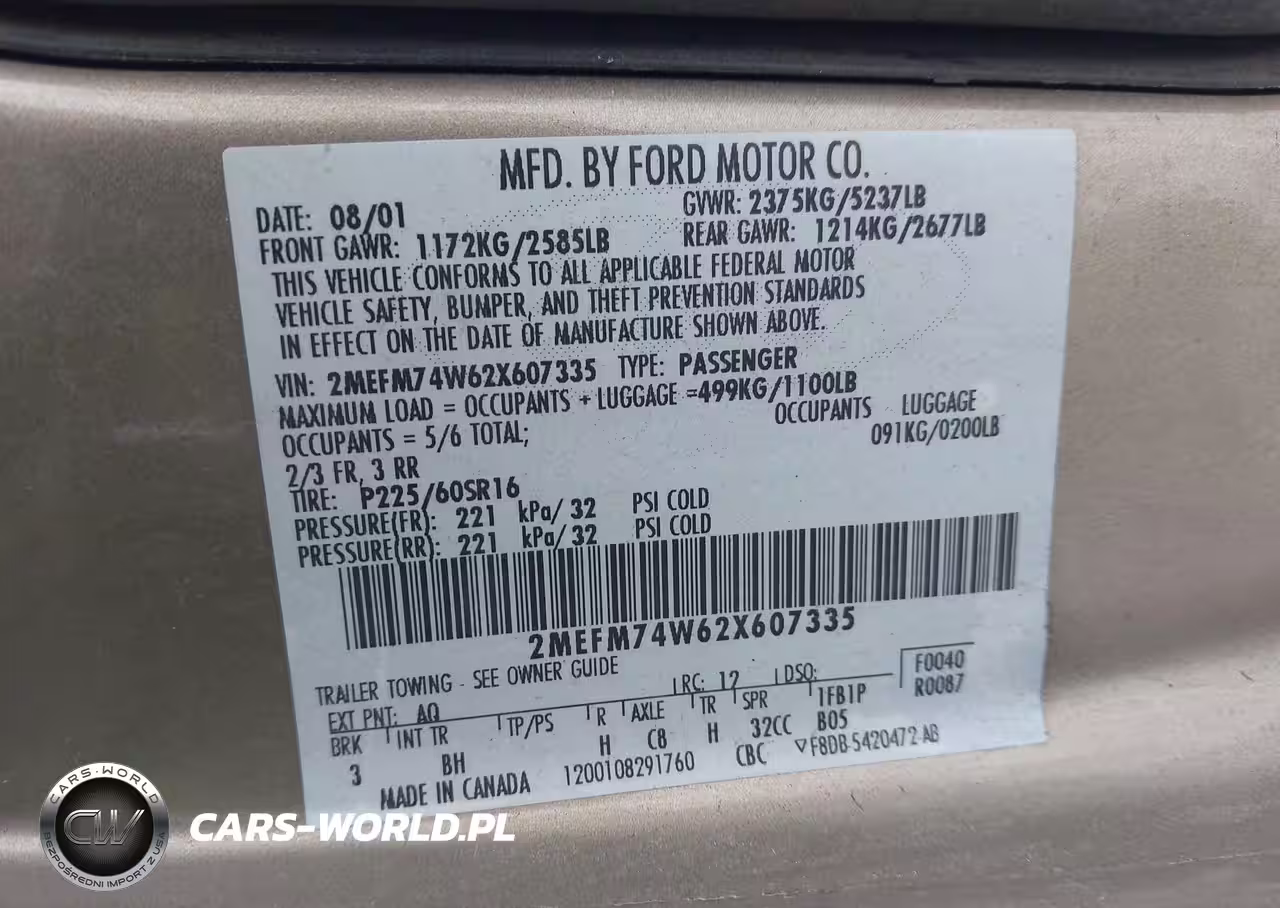 MFD. BY FORD MOTOR CO.
DATE: 08/01
GVWR: 2375KG/5237LB
FRONT GAWR: 1172KG/2585LB
REAR GAWR: 1214KG/2677LB
THIS VEHICLE CONFORMS TO ALL APPLICABLE FEDERAL MOTOR
VEHICLE SAFETY, BUMPER, AND THEFT PREVENTION STANDARDS
IN EFFECT ON THE DATE OF MANUFACTURE SHOWN ABOVE.
VIN: 2MEFM74W62X607335 TYPE: PASSENGER
MAXIMUM LOAD = OCCUPANTS + LUGGAGE =499KG/1100LB
OCCUPANTS LUGGAGE
OCCUPANTS = 5/6 TOTAL; 091KG/0200LB
2/3 FR, 3 RR
TIRE: P225/60SR16
PRESSURE(FR): 221 kPa/ 32 PSI COLD
PRESSURE(RR): 221 kPa/ 32 PSI COLD
2MEFM74W62X607335
TRAILER TOWING - SEE OWNER GUIDE
EXT PNT: AQ RC: 12 DSO: F0040
R0087
BRK INT TR TP/PS R AXLE TR SPR 1FB1P
3 BH H C8 H 32CC B05
MADE IN CANADA 1200108291760 CBC ▽F8DB-5420472-AB
CARS-WORLD
CW
BEZPOŚREDNI IMPORT Z USA
CARS-WORLD.PL